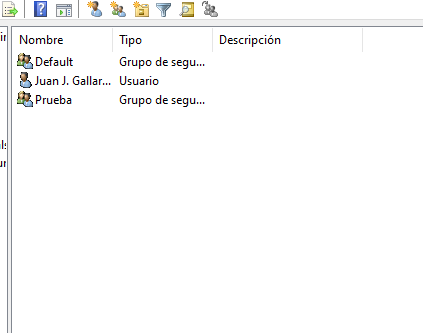 Nombre Tipo Descripción
Default Grupo de segu...
Juan J. Gallar... Usuario
Prueba Grupo de segu...